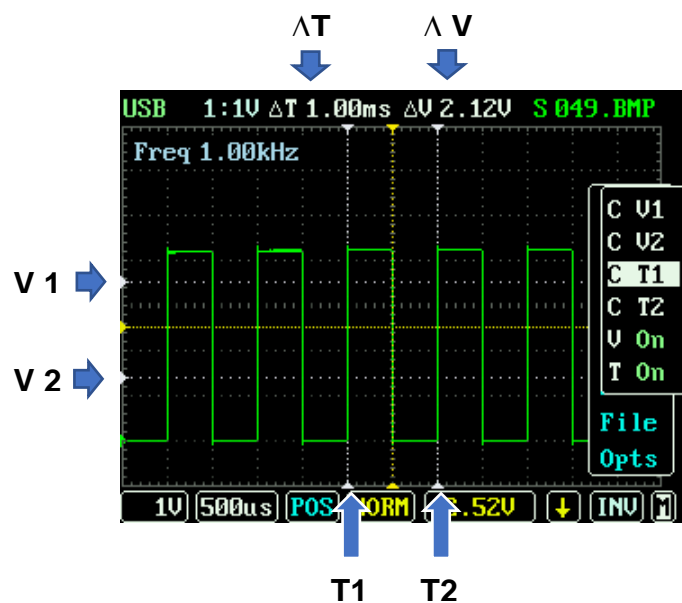 ΔT Δ V
USB 1:1V ΔT 1.00ms ΔV 2.12V S 049.BMP
Freq 1.00kHz
C V1
C V2
V 1
C T1
C T2
V On
V 2
T On
File
Opts
1V 500us POS NORM .52V ↓ INV M
T1 T2